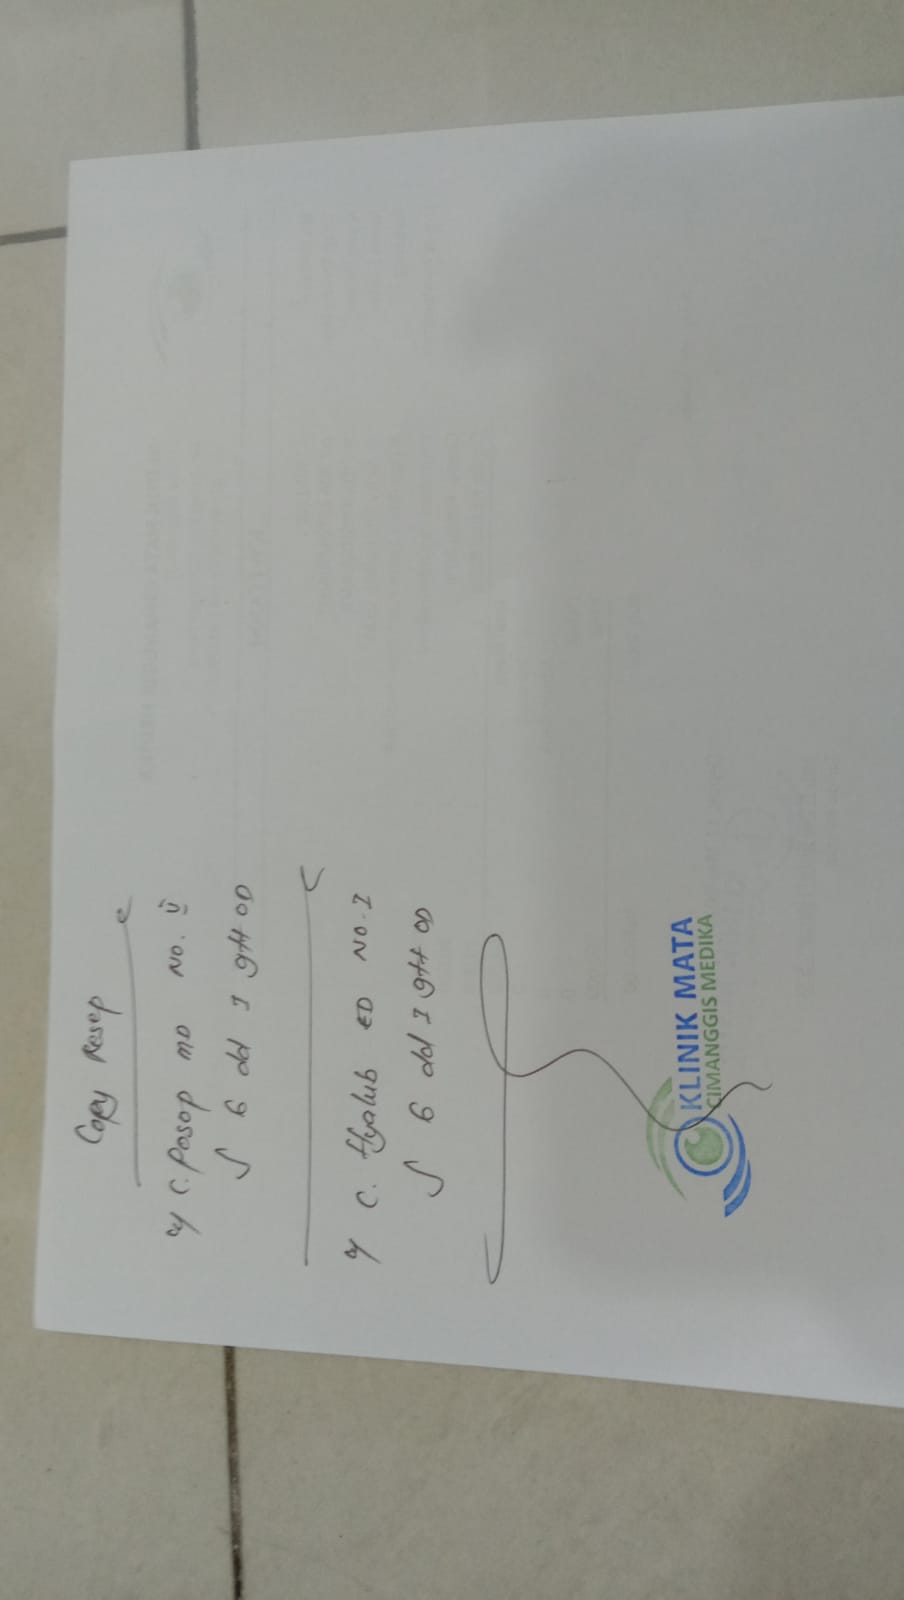 Copy Resep
R/ C. Posop MD No. II
S 6 dd I gtt OD
R/ C. Hyalub ED NO. I
S 6 dd I gtt OD
KLINIK MATA
CIMANGGIS MEDIKA